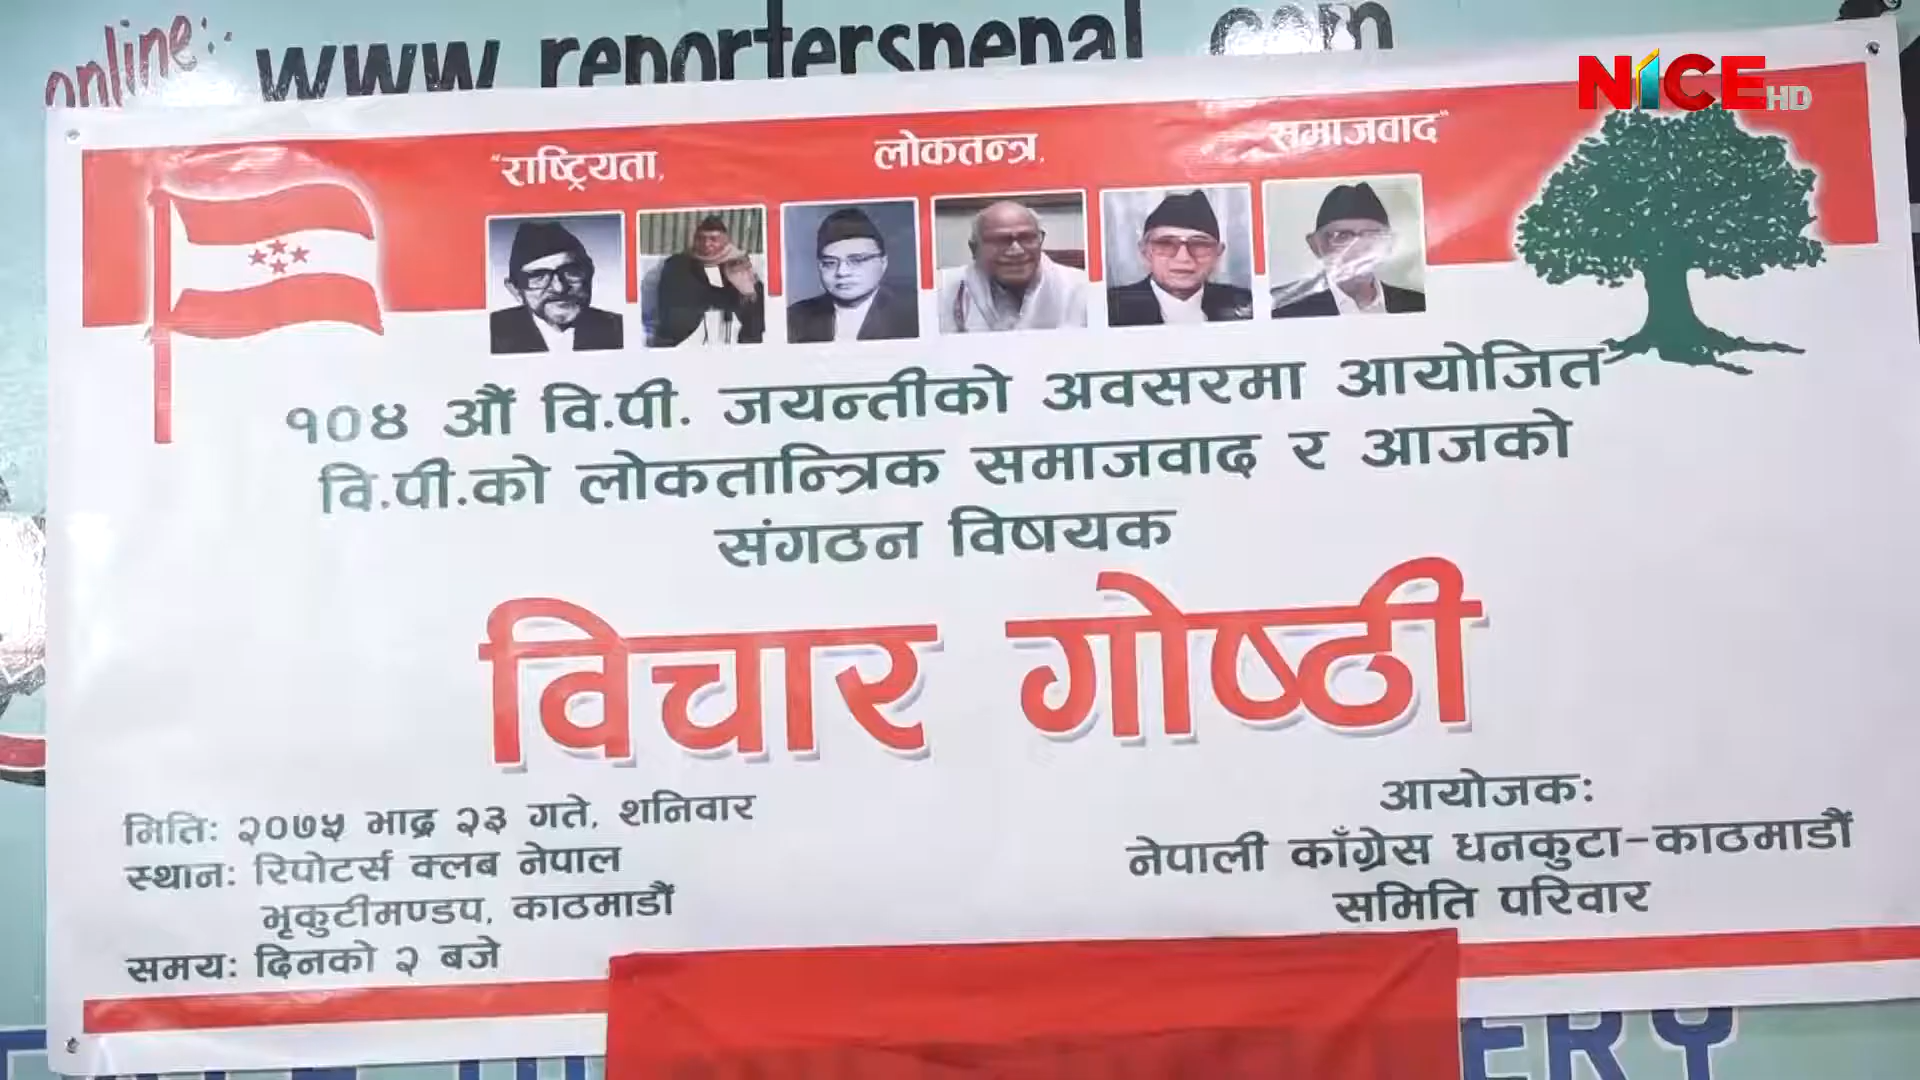 online:
www.reportersnepal.com
NICE HD
"राष्ट्रियता, लोकतन्त्र, समाजवाद"
१०४ औं वि.पी. जयन्तीको अवसरमा आयोजित
वि.पी.को लोकतान्त्रिक समाजवाद र आजको
संगठन विषयक
विचार गोष्ठी
मितिः २०७५ भाद्र २३ गते, शनिवार
स्थानः रिपोटर्स क्लब नेपाल
भृकुटीमण्डप, काठमाडौं
समयः दिनको २ बजे
आयोजकः
नेपाली काँग्रेस धनकुटा-काठमाडौं
समिति परिवार